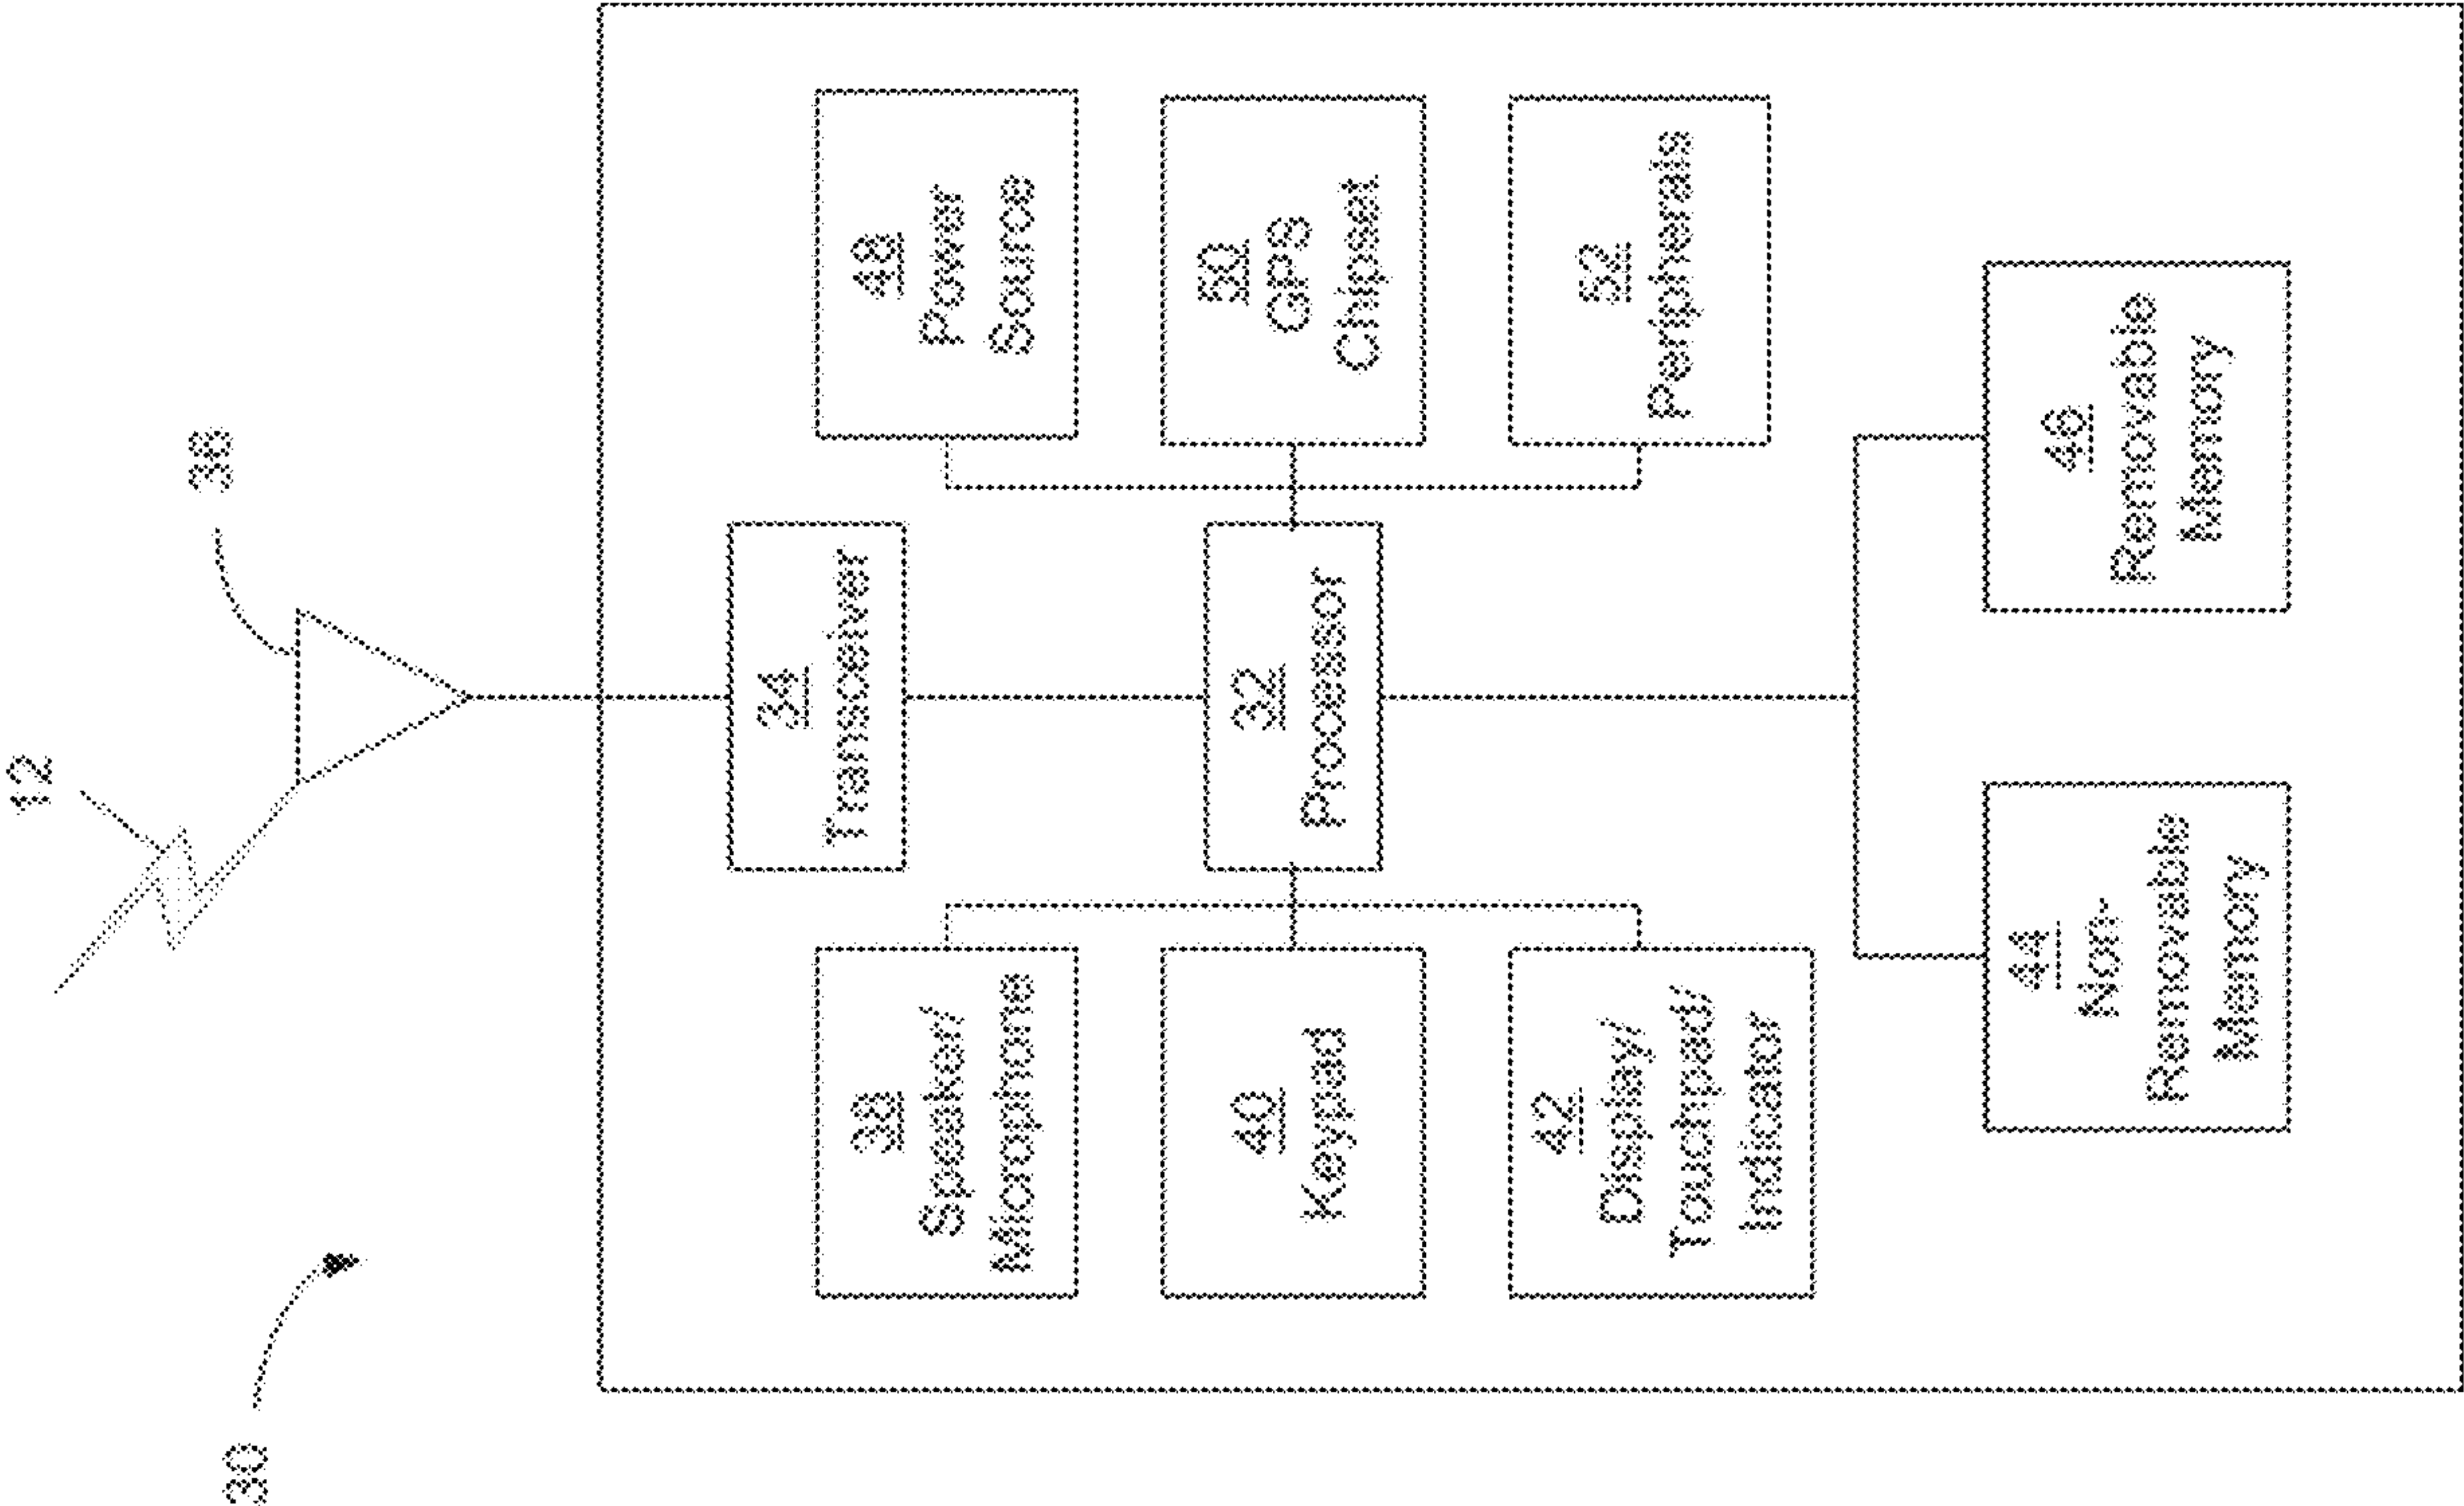 12
36
30
34
Transceiver
38
Speaker/
Microphone
48
Power
Source
32
Processor
40
Keypad
50
GPS
Chipset
42
Display/
Touchpad/
Indicator
52
Peripherals
44
Non-
Removable
Memory
46
Removable
Memory